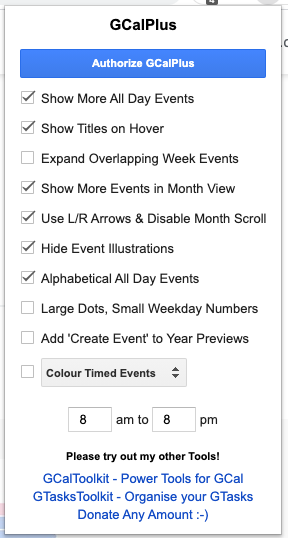 GCalPlus
Authorize GCalPlus
Show More All Day Events
Show Titles on Hover
Expand Overlapping Week Events
Show More Events in Month View
Use L/R Arrows & Disable Month Scroll
Hide Event Illustrations
Alphabetical All Day Events
Large Dots, Small Weekday Numbers
Add 'Create Event' to Year Previews
Colour Timed Events
8 am to 8 pm
Please try out my other Tools!
GCalToolkit - Power Tools for GCal
GTasksToolkit - Organise your GTasks
Donate Any Amount :-)